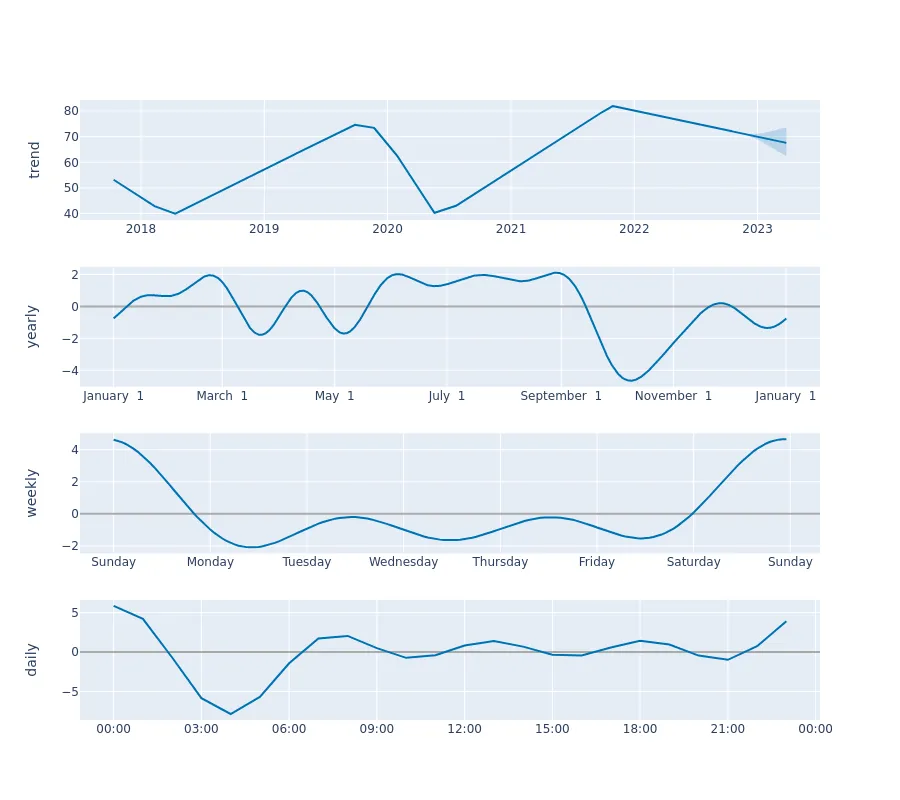 80
70
60
50
40
trend
2018 2019 2020 2021 2022 2023
2
0
−2
−4
yearly
January 1 March 1 May 1 July 1 September 1 November 1 January 1
4
2
0
−2
weekly
Sunday Monday Tuesday Wednesday Thursday Friday Saturday Sunday
5
0
−5
daily
00:00 03:00 06:00 09:00 12:00 15:00 18:00 21:00 00:00